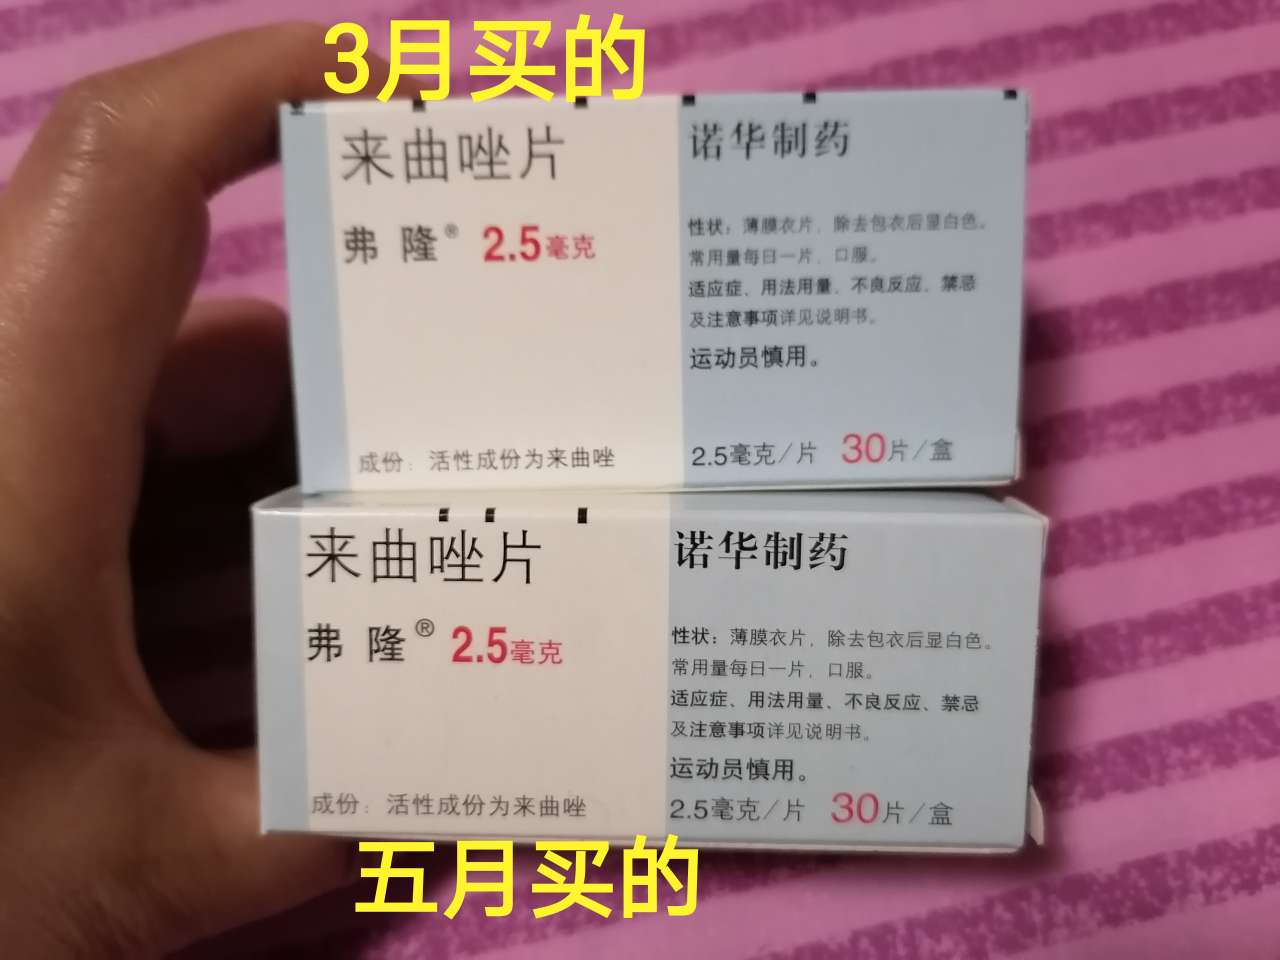 3月买的
来曲唑片
弗隆® 2.5毫克
成份：活性成份为来曲唑
诺华制药
性状：薄膜衣片，除去包衣后显白色。
常用量每日一片，口服。
适应症、用法用量、不良反应、禁忌
及注意事项详见说明书。
运动员慎用。
2.5毫克/片 30片/盒
来曲唑片
弗隆® 2.5毫克
成份：活性成份为来曲唑
诺华制药
性状：薄膜衣片，除去包衣后显白色。
常用量每日一片，口服。
适应症、用法用量、不良反应、禁忌
及注意事项详见说明书。
运动员慎用。
2.5毫克/片 30片/盒
五月买的